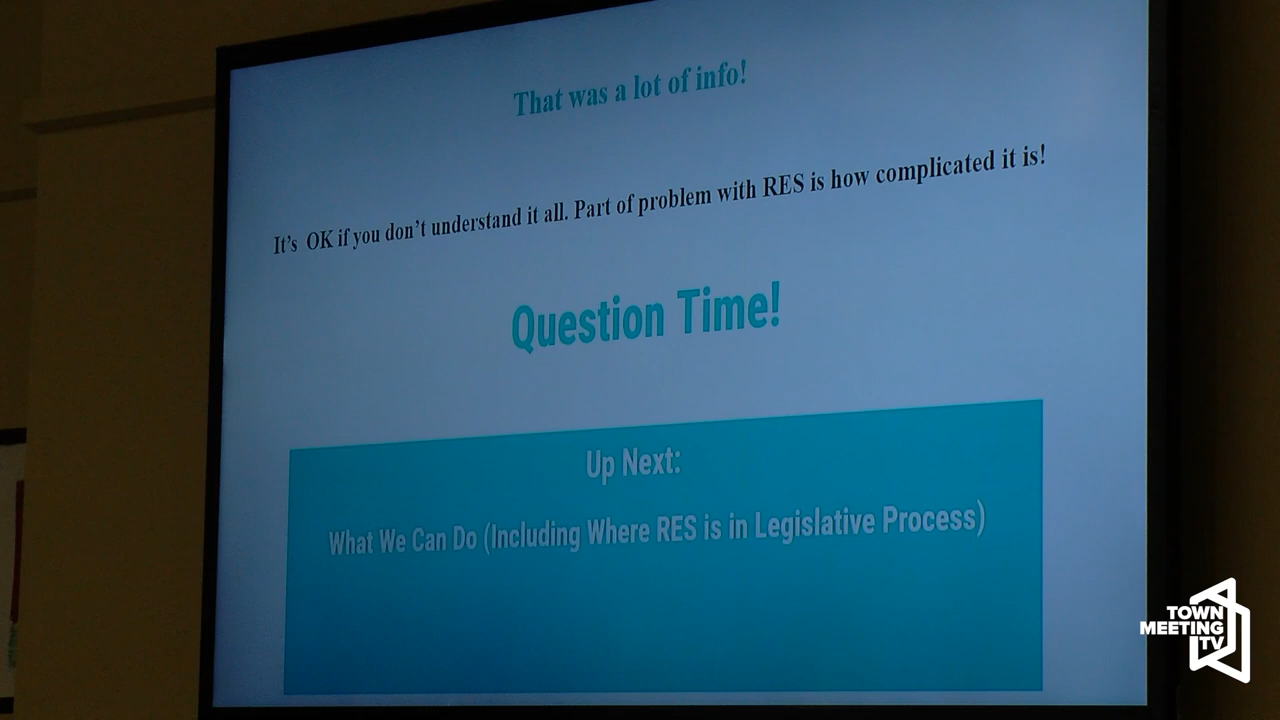 That was a lot of info!
It's OK if you don't understand it all. Part of problem with RES is how complicated it is!
Question Time!
Up Next:
What We Can Do (Including Where RES is in Legislative Process)
TOWN
MEETING
TV